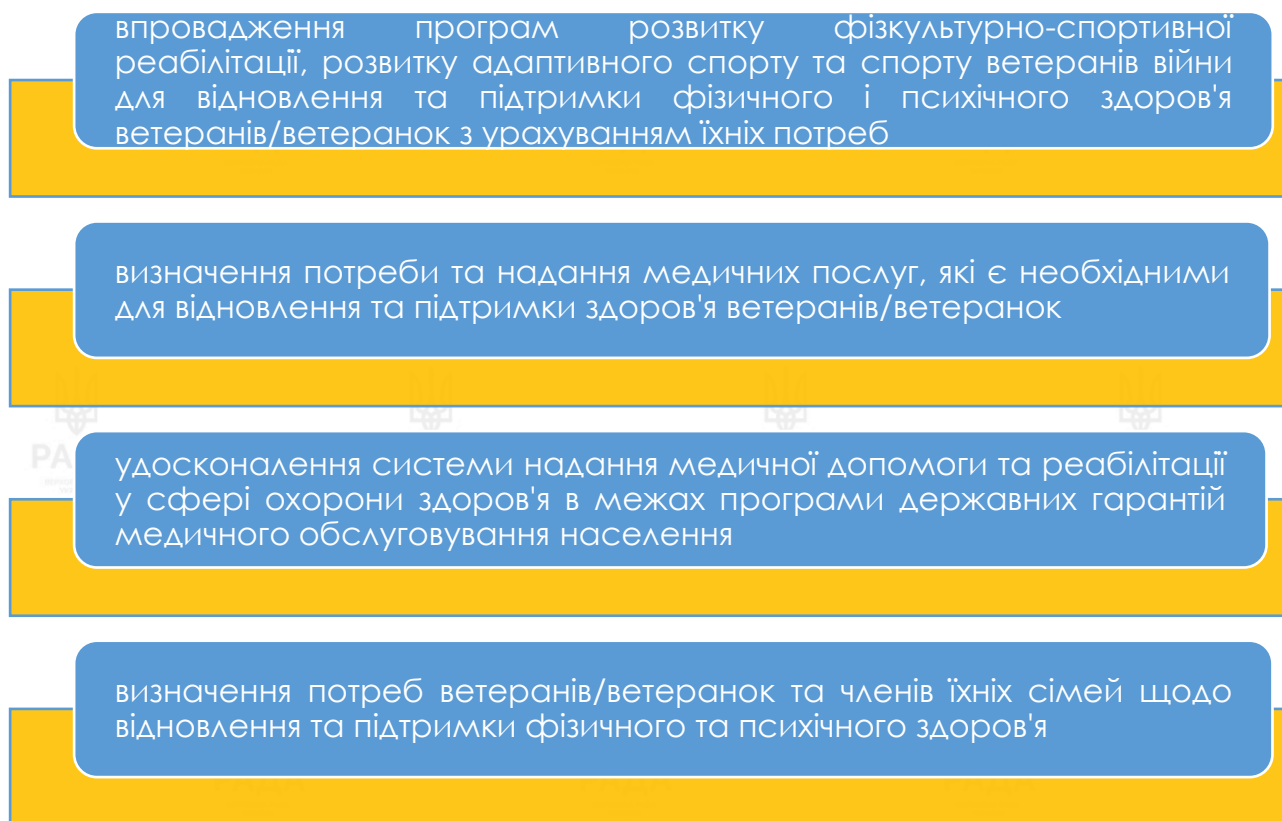 впровадження програм розвитку фізкультурно-спортивної
реабілітації, розвитку адаптивного спорту та спорту ветеранів війни
для відновлення та підтримки фізичного і психічного здоров'я
ветеранів/ветеранок з урахуванням їхніх потреб
визначення потреби та надання медичних послуг, які є необхідними
для відновлення та підтримки здоров'я ветеранів/ветеранок
удосконалення системи надання медичної допомоги та реабілітації
у сфері охорони здоров'я в межах програми державних гарантій
медичного обслуговування населення
визначення потреб ветеранів/ветеранок та членів їхніх сімей щодо
відновлення та підтримки фізичного та психічного здоров'я